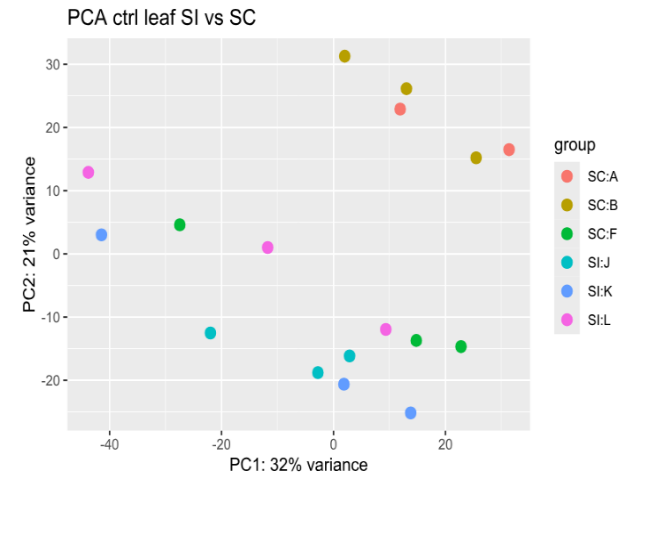 PCA ctrl leaf SI vs SC
30
20
10
0
-10
-20
PC2: 21% variance
-40
-20
0
20
PC1: 32% variance
group
SC:A
SC:B
SC:F
SI:J
SI:K
SI:L